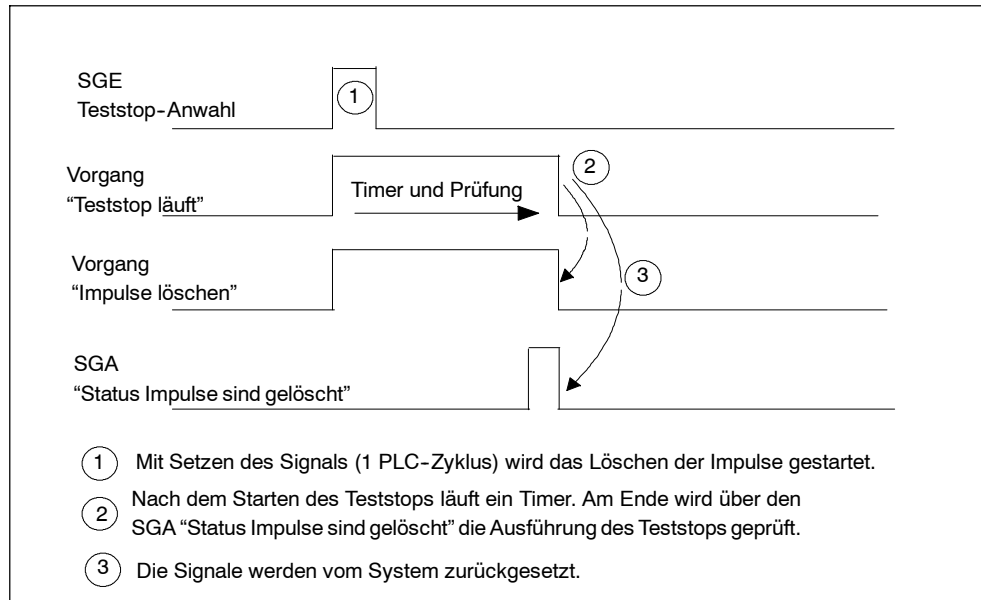 SGE
Teststop-Anwahl
1
Vorgang
“Teststop läuft”
Timer und Prüfung
2
Vorgang
“Impulse löschen”
3
SGA
“Status Impulse sind gelöscht”
1 Mit Setzen des Signals (1 PLC-Zyklus) wird das Löschen der Impulse gestartet.
2 Nach dem Starten des Teststops läuft ein Timer. Am Ende wird über den
SGA “Status Impulse sind gelöscht” die Ausführung des Teststops geprüft.
3 Die Signale werden vom System zurückgesetzt.